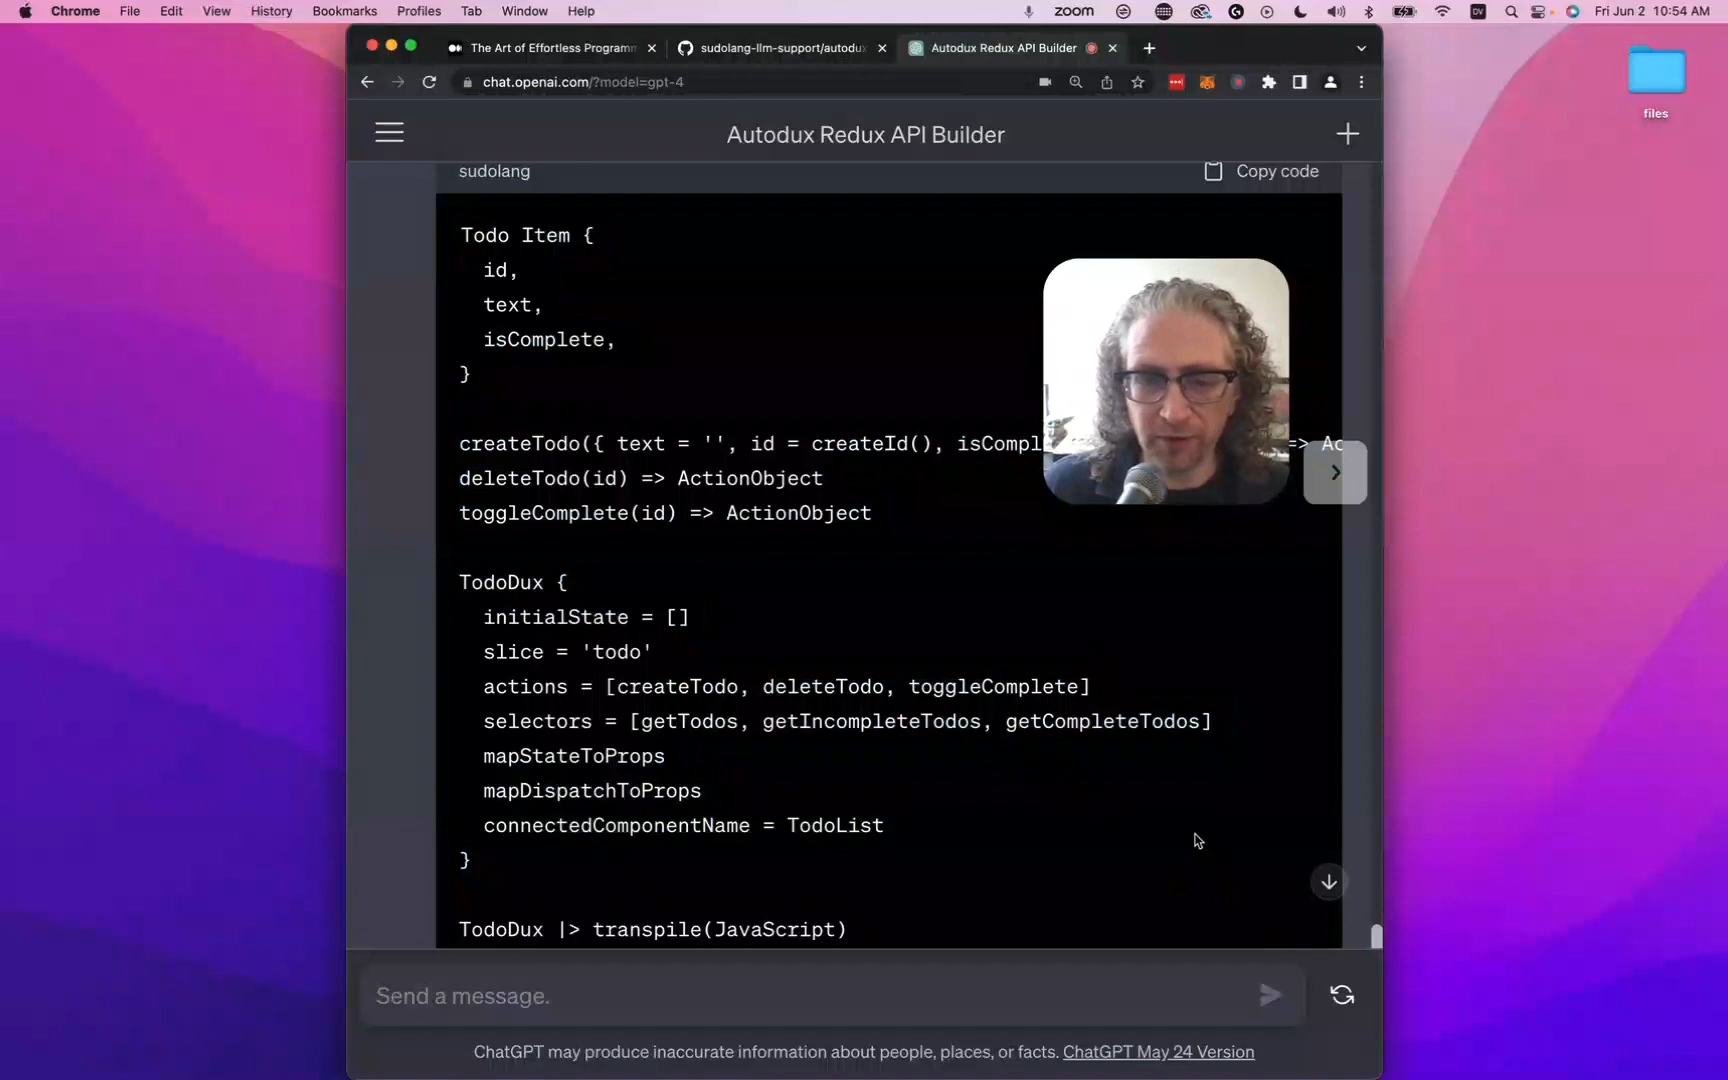 Chrome File Edit View History Bookmarks Profiles Tab Window Help zoom DV Fri Jun 2 10:54 AM
The Art of Effortless Programm
sudolang-llm-support/autodux
Autodux Redux API Builder
chat.openai.com/?model=gpt-4
files
Autodux Redux API Builder
sudolang
Copy code
Todo Item {
id,
text,
isComplete,
}
createTodo({ text = '', id = createId(), isCompl => Ac
deleteTodo(id) => ActionObject
toggleComplete(id) => ActionObject
TodoDux {
initialState = []
slice = 'todo'
actions = [createTodo, deleteTodo, toggleComplete]
selectors = [getTodos, getIncompleteTodos, getCompleteTodos]
mapStateToProps
mapDispatchToProps
connectedComponentName = TodoList
}
TodoDux |> transpile(JavaScript)
Send a message.
ChatGPT may produce inaccurate information about people, places, or facts. ChatGPT May 24 Version